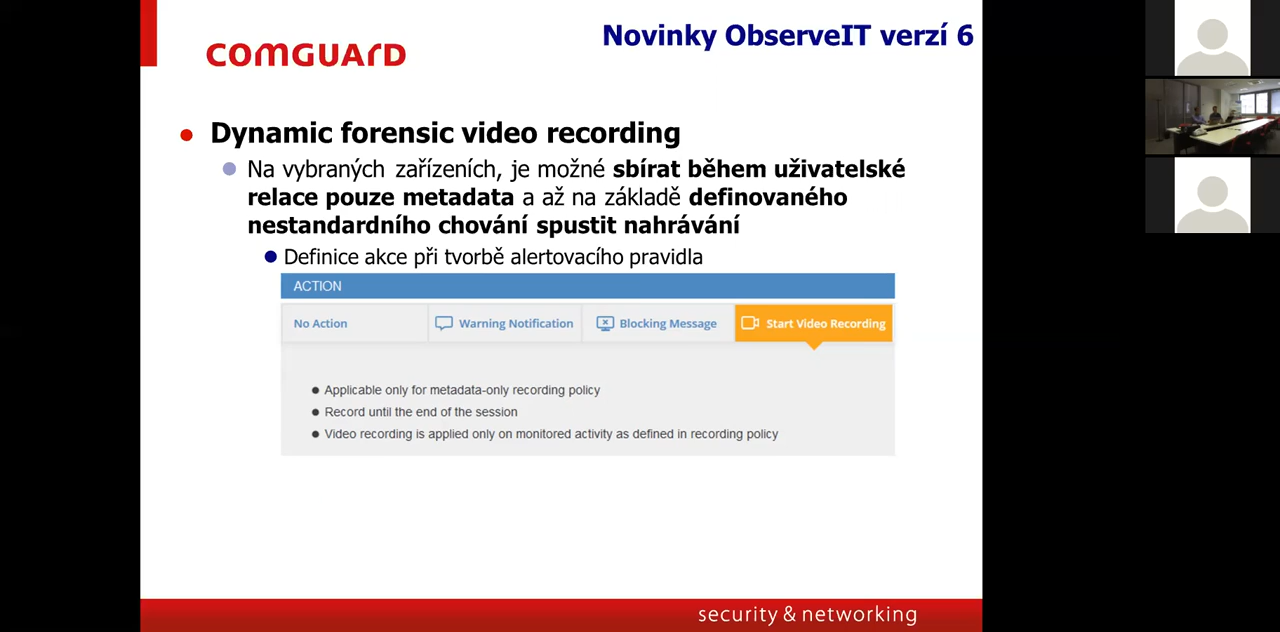 Novinky ObserveIT verzí 6
COMGUARD
Dynamic forensic video recording
Na vybraných zařízeních, je možné sbírat během uživatelské
relace pouze metadata a až na základě definovaného
nestandardního chování spustit nahrávání
Definice akce při tvorbě alertovacího pravidla
ACTION
No Action
Warning Notification
Blocking Message
Start Video Recording
Applicable only for metadata-only recording policy
Record until the end of the session
Video recording is applied only on monitored activity as defined in recording policy
security & networking